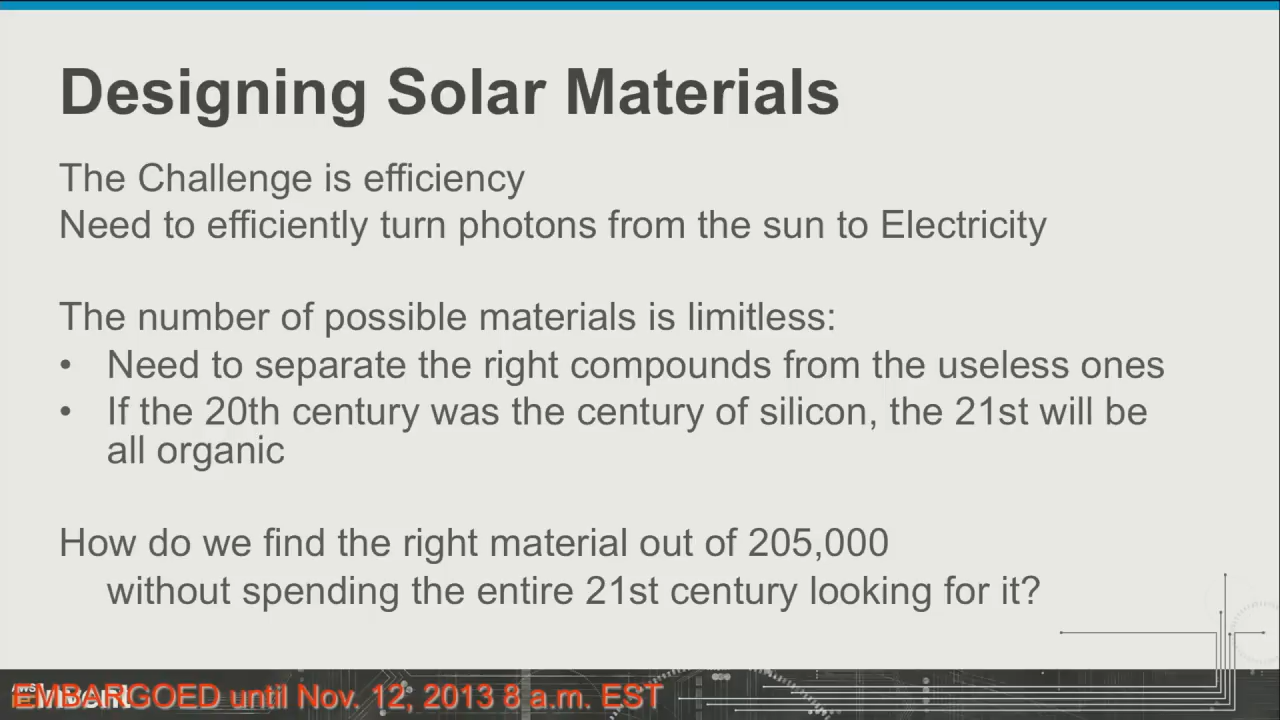 Designing Solar Materials
The Challenge is efficiency
Need to efficiently turn photons from the sun to Electricity
The number of possible materials is limitless:
• Need to separate the right compounds from the useless ones
• If the 20th century was the century of silicon, the 21st will be
all organic
How do we find the right material out of 205,000
without spending the entire 21st century looking for it?
EMBARGOED until Nov. 12, 2013 8 a.m. EST